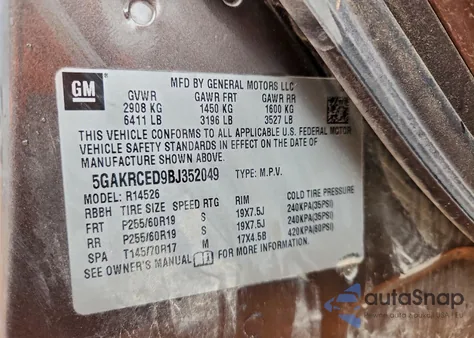 GM
MFD BY GENERAL MOTORS LLC
GVWR GAWR FRT GAWR RR
2908 KG 1450 KG 1600 KG
6411 LB 3196 LB 3527 LB
THIS VEHICLE CONFORMS TO ALL APPLICABLE U.S. FEDERAL MOTOR
VEHICLE SAFETY STANDARDS IN EFFECT ON THE DATE OF
MANUFACTURE SHOWN ABOVE.
5GAKRCED9BJ352049 TYPE: M.P.V.
MODEL: R14526
RBBH TIRE SIZE SPEED RTG RIM COLD TIRE PRESSURE
FRT P255/60R19 S 19X7.5J 240KPA(35PSI)
RR P255/60R19 S 19X7.5J 240KPA(35PSI)
SPA T145/70R17 M 17X4.5B 420KPA(60PSI)
SEE OWNER'S MANUAL FOR MORE INFORMATION.
autaSnap